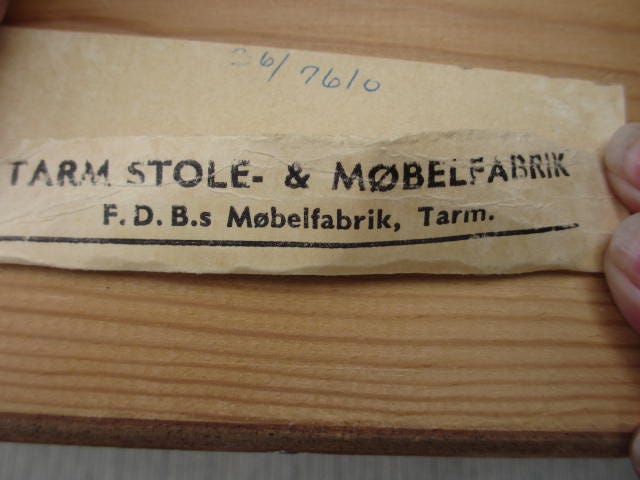 26/7610
TARM STOLE- & MØBELFABRIK
F.D.B.s Møbelfabrik, Tarm.